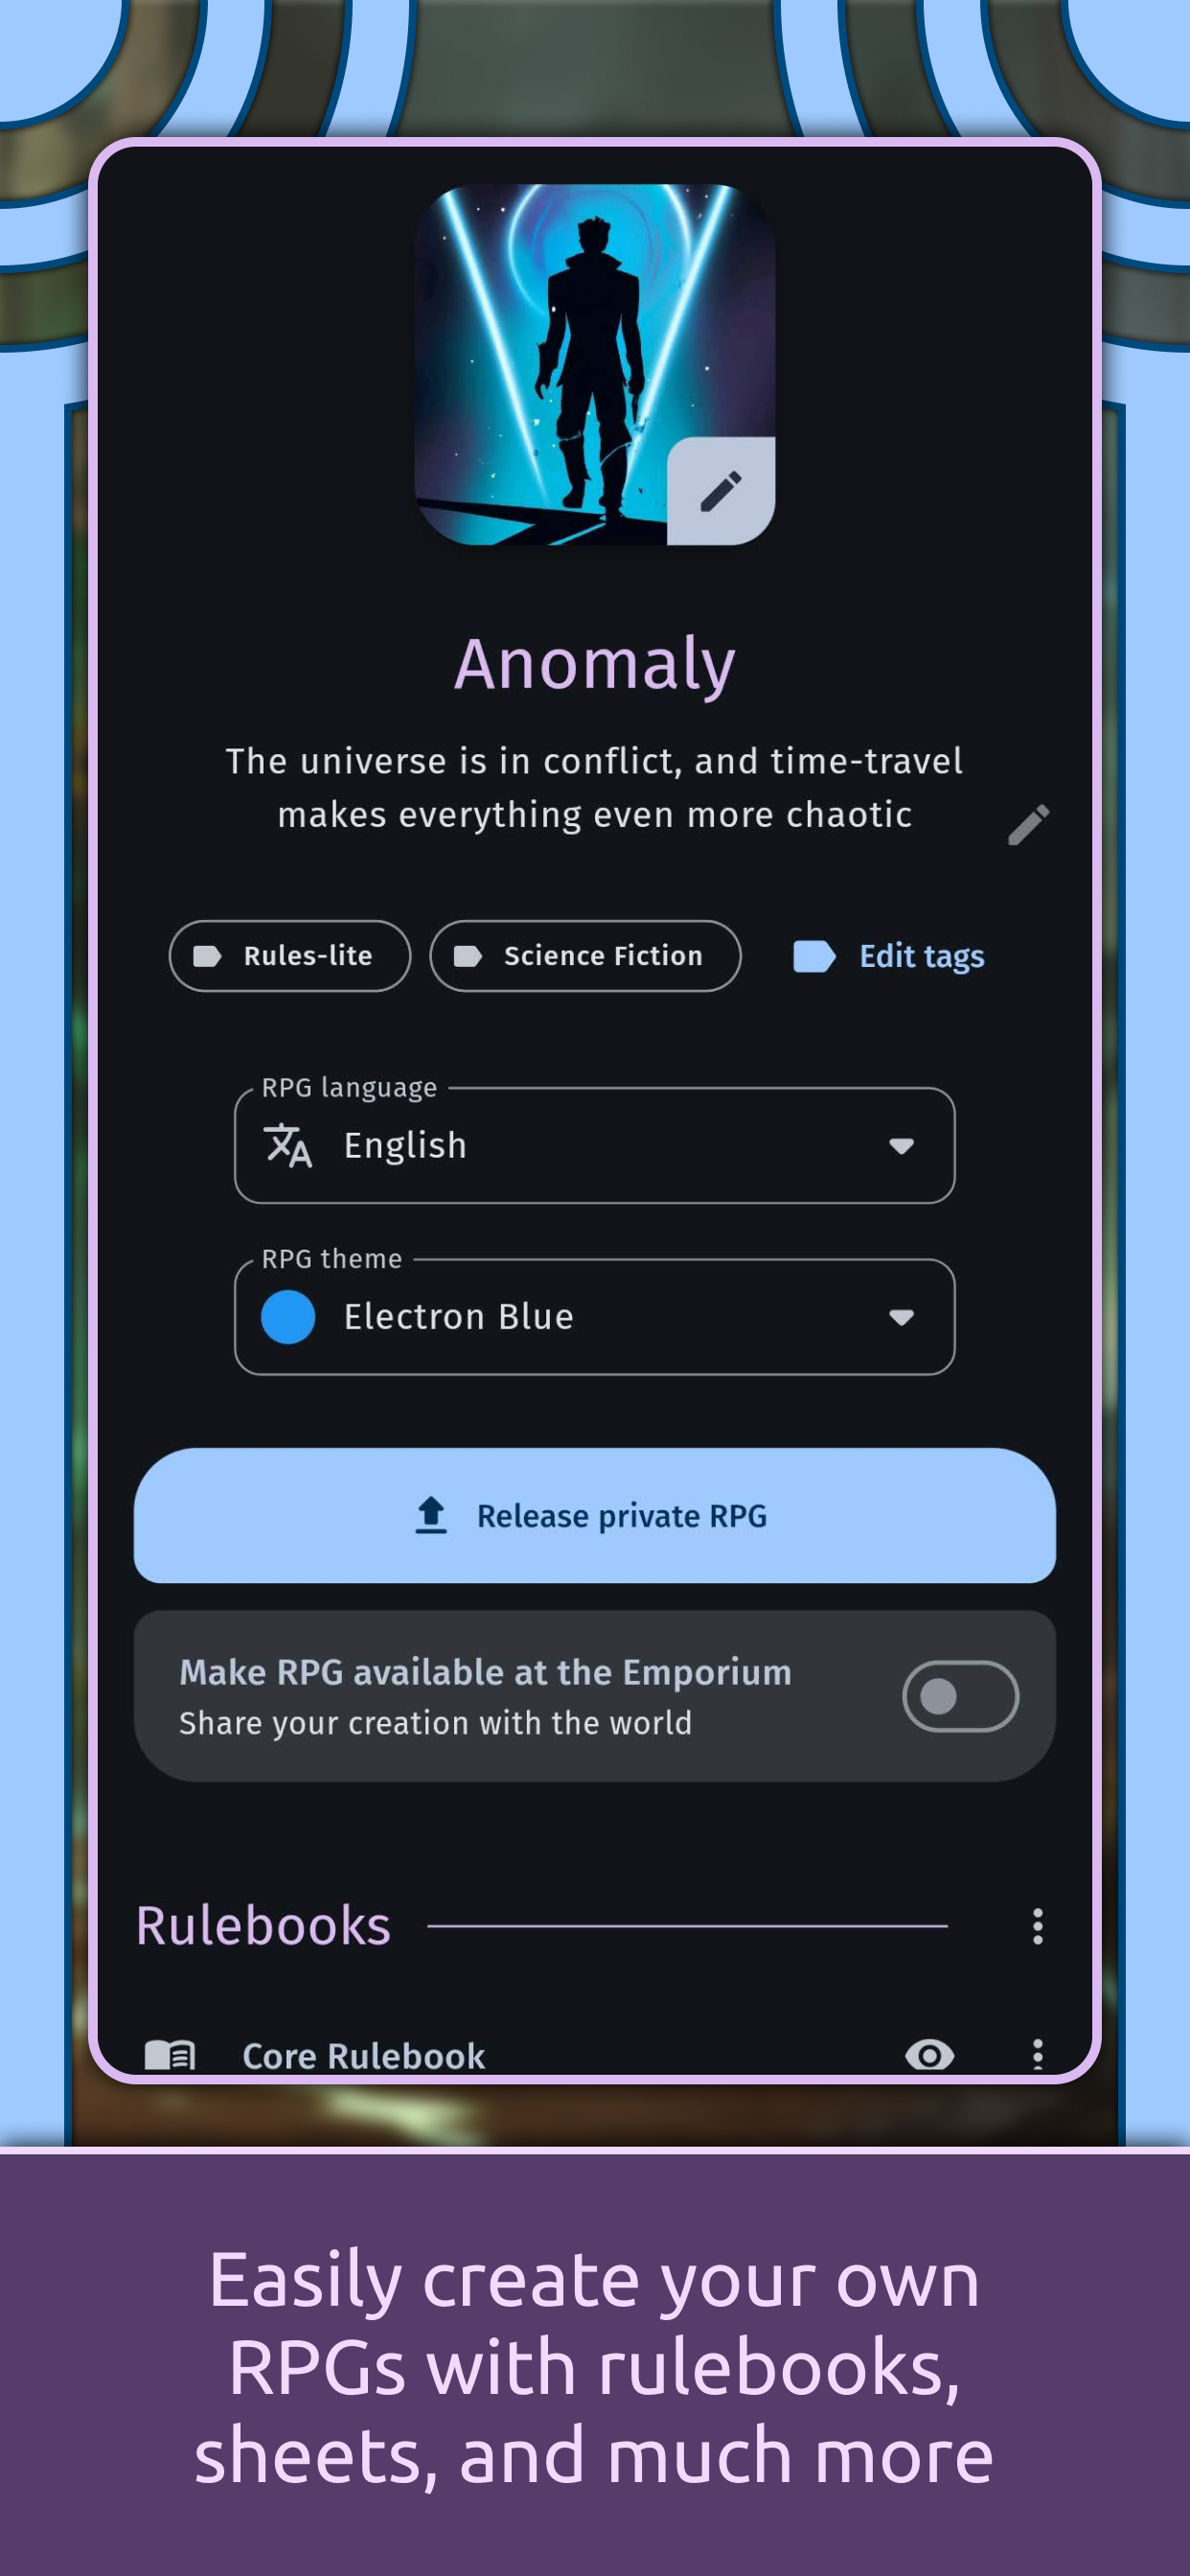 Anomaly
The universe is in conflict, and time-travel
makes everything even more chaotic
Rules-lite
Science Fiction
Edit tags
RPG language
English
RPG theme
Electron Blue
Release private RPG
Make RPG available at the Emporium
Share your creation with the world
Rulebooks
Core Rulebook
Easily create your own
RPGs with rulebooks,
sheets, and much more